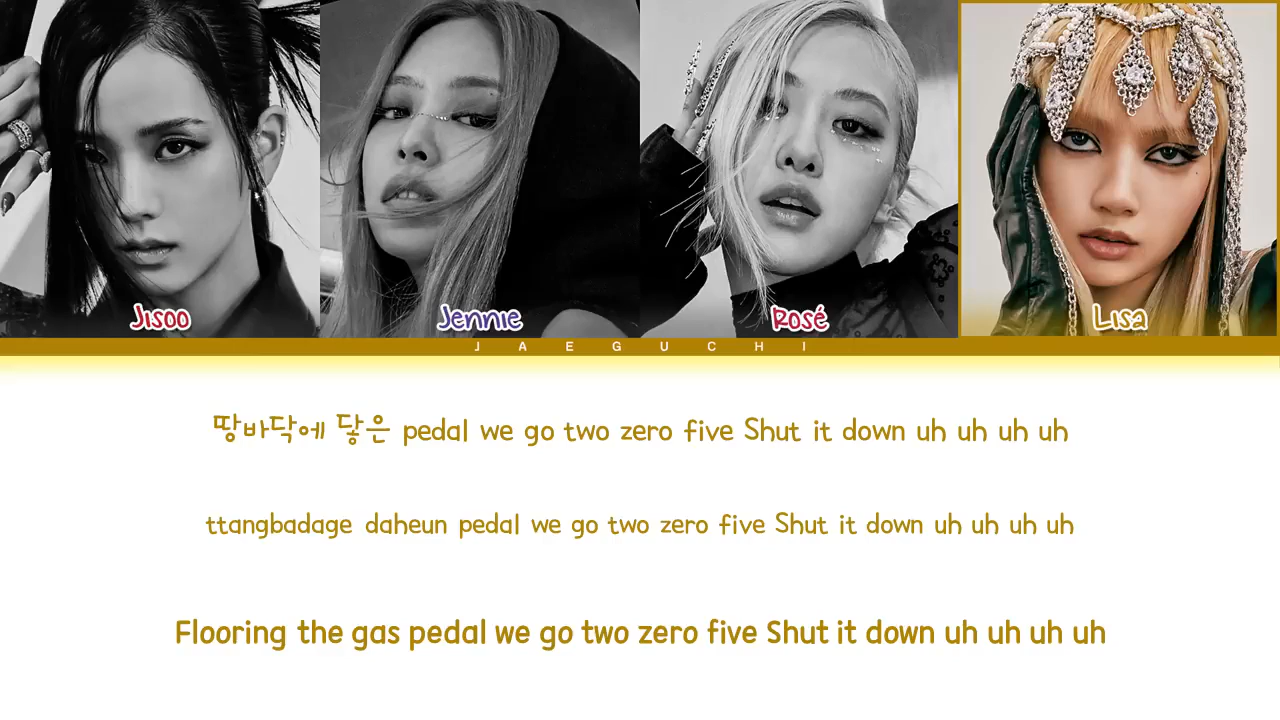 Jisoo Jennie Rosé Lisa
JAEGUCHI
땅바닥에 닿은 pedal we go two zero five Shut it down uh uh uh uh
ttangbadage daheun pedal we go two zero five Shut it down uh uh uh uh
Flooring the gas pedal we go two zero five Shut it down uh uh uh uh